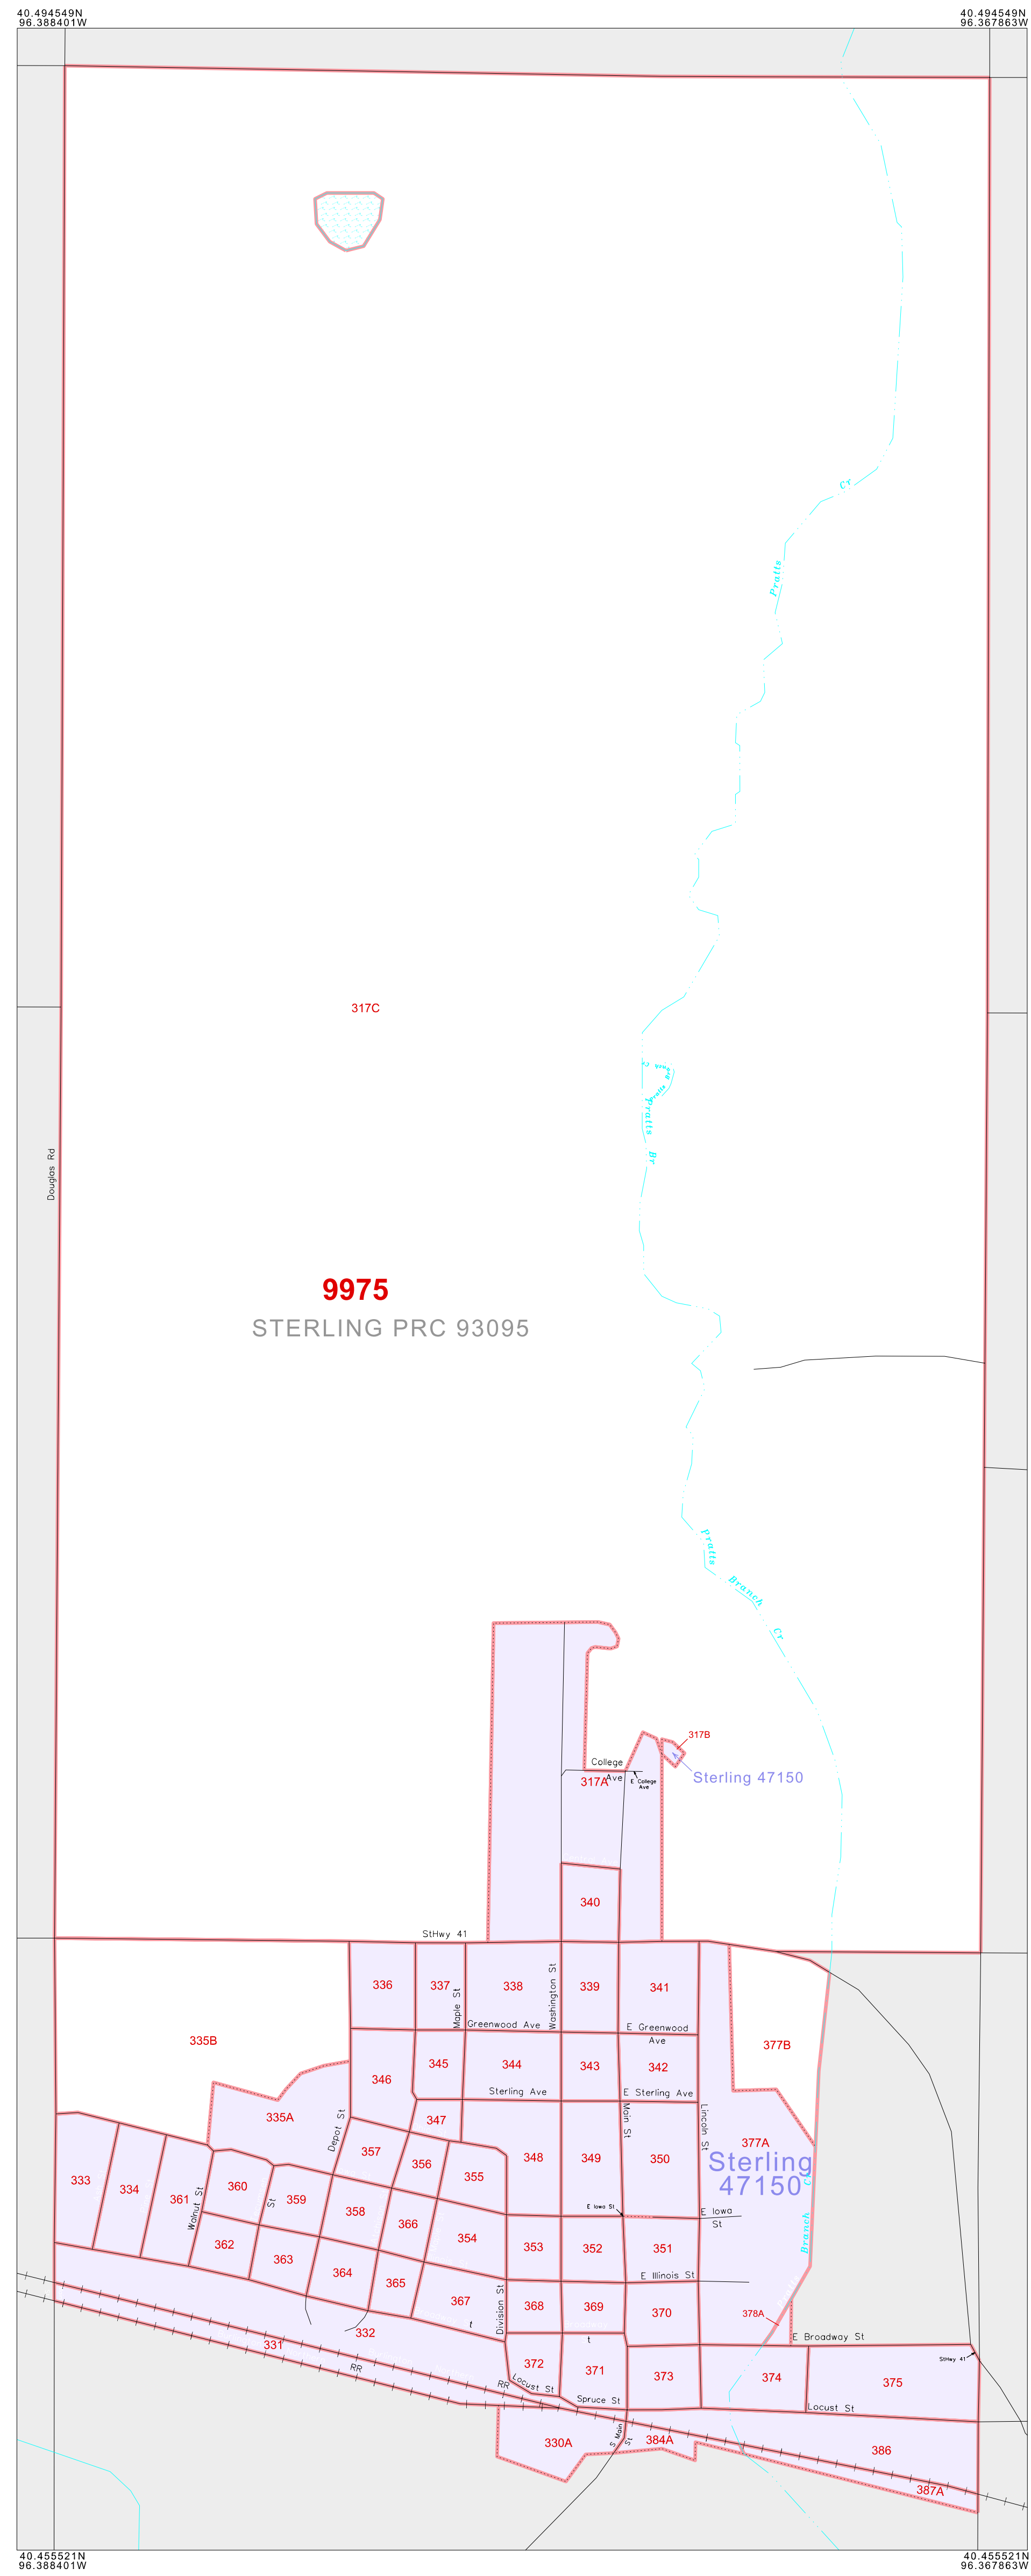 40.494549N
96.388401W
40.494549N
96.367863W
Cr
Pratts
317C
Pratts
Br
Douglas Rd
9975
STERLING PRC 93095
Pratts
Branch
Cr
317B
College
Ave
Sterling 47150
317A
E College
Ave
340
StHwy 41
336
337
338
339
341
Maple St
Washington St
Greenwood Ave
E Greenwood
Ave
335B
377B
346
345
344
343
342
Sterling Ave
E Sterling Ave
335A
347
Depot St
Main St
Lincoln St
377A
357
356
355
348
349
350
Sterling
47150
333
334
361
360
359
358
366
354
Walnut St
St
E Iowa St
E Iowa
St
362
363
364
365
353
352
351
Branch
E Illinois St
367
368
369
370
Division St
378A
t
332
331
t
E Broadway St
RR
RR
372
371
373
374
375
StHwy 41
Locust St
Spruce St
Locust St
S Main
St
330A
384A
386
387A
40.455521N
96.388401W
40.455521N
96.367863W